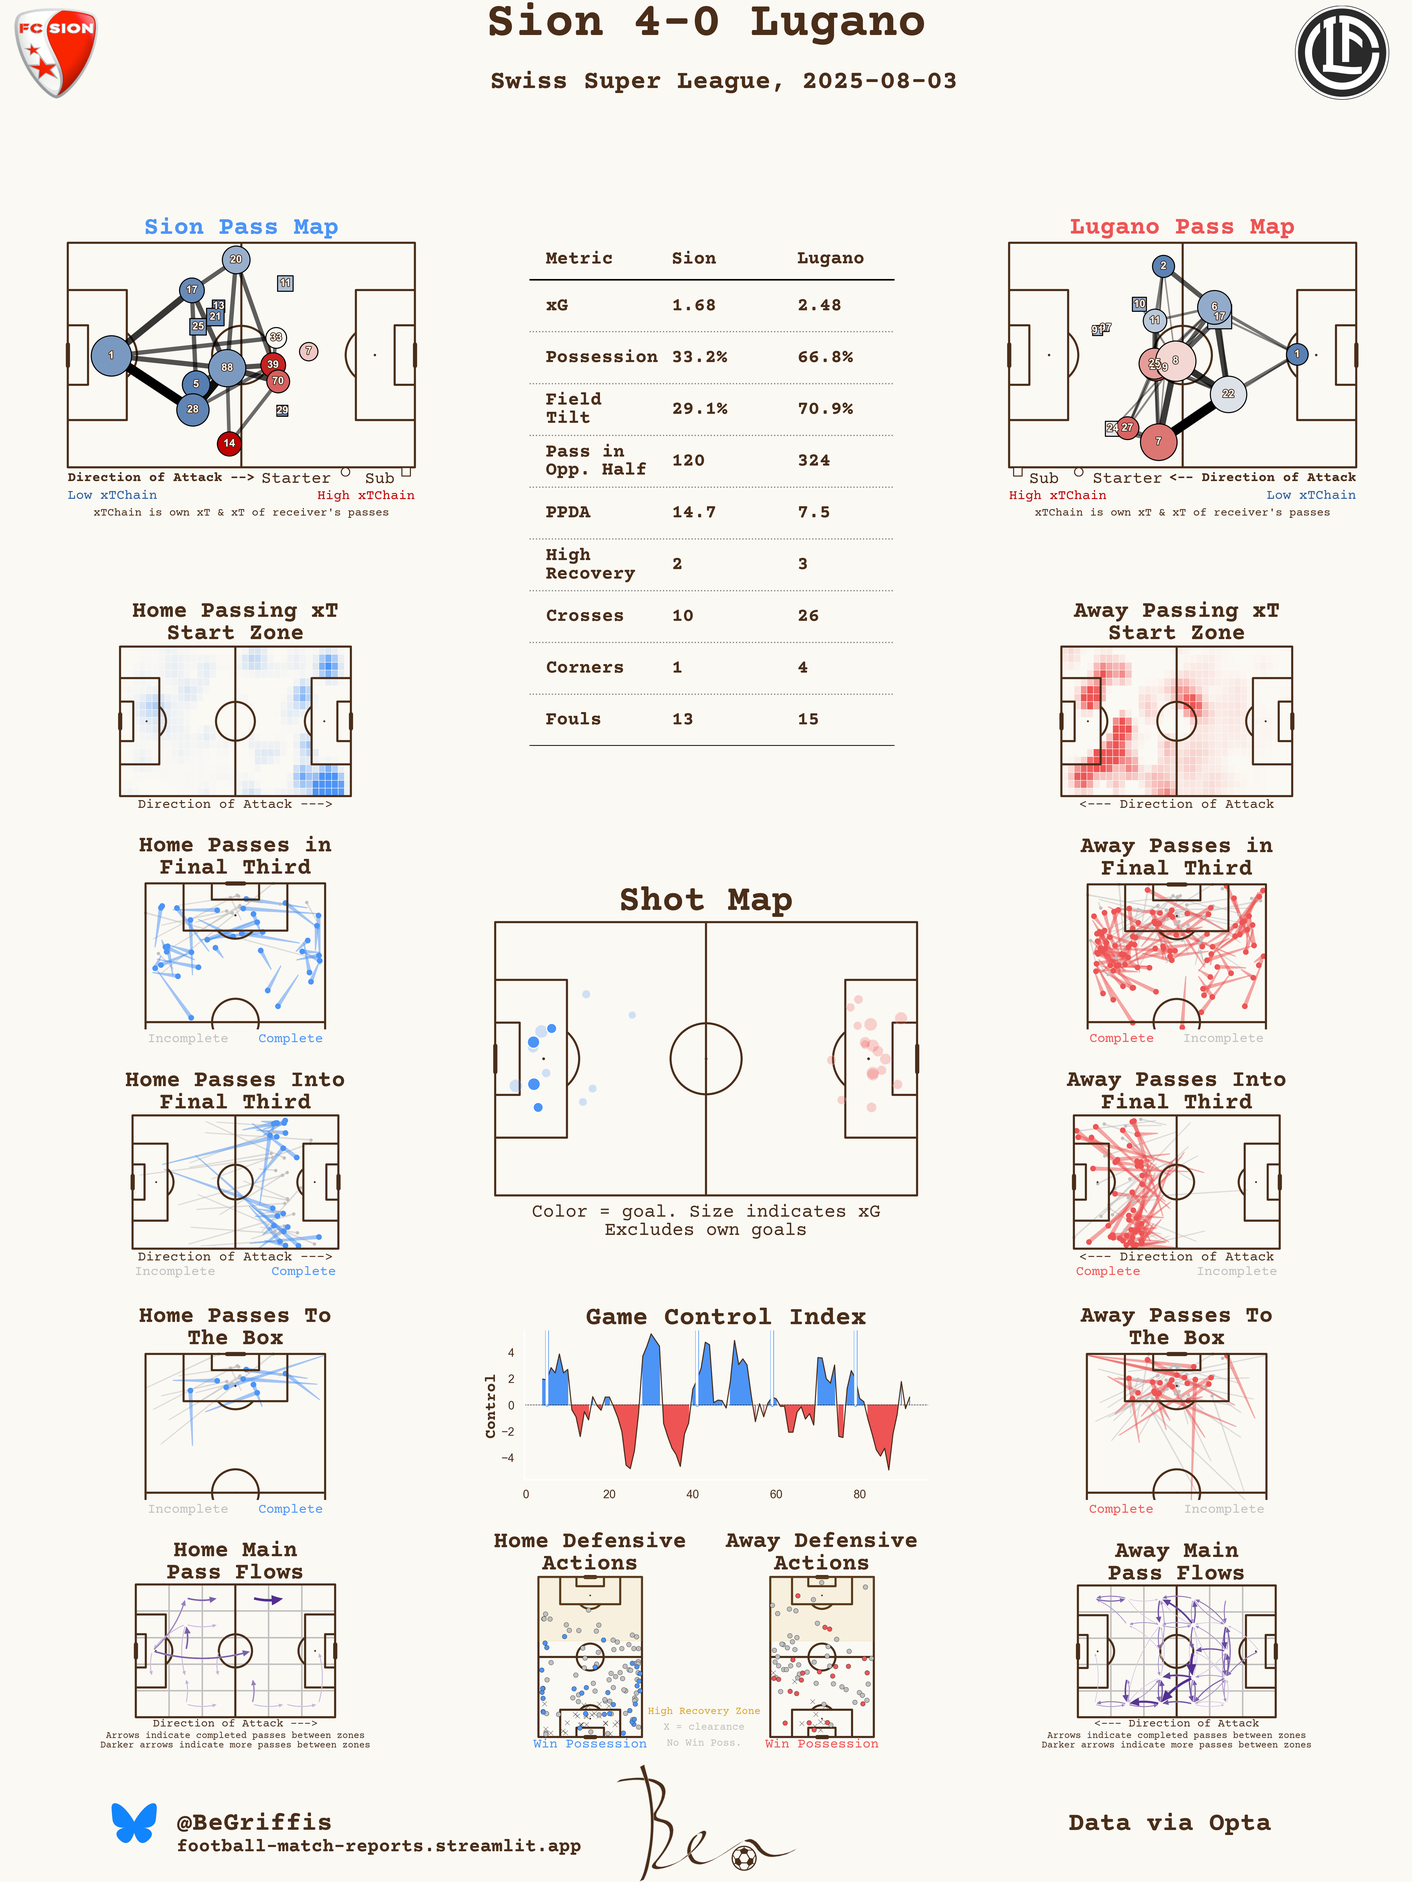 Sion 4-0 Lugano
Swiss Super League, 2025-08-03
FC SION
Sion Pass Map
20
11
17
13
21
25
33
1
7
88
39
5
70
28
29
14
Direction of Attack --> Starter Sub
Low xTChain High xTChain
xTChain is own xT & xT of receiver's passes
Metric Sion Lugano
xG 1.68 2.48
Possession 33.2% 66.8%
Field
Tilt 29.1% 70.9%
Pass in
Opp. Half 120 324
PPDA 14.7 7.5
High
Recovery 2 3
Crosses 10 26
Corners 1 4
Fouls 13 15
Lugano Pass Map
2
10
6
11
17
1
25
8
22
24
27
7
Sub Starter <-- Direction of Attack
High xTChain Low xTChain
xTChain is own xT & xT of receiver's passes
Home Passing xT
Start Zone
Direction of Attack --->
Away Passing xT
Start Zone
<--- Direction of Attack
Home Passes in
Final Third
Incomplete Complete
Shot Map
Color = goal. Size indicates xG
Excludes own goals
Away Passes in
Final Third
Complete Incomplete
Home Passes Into
Final Third
Direction of Attack --->
Incomplete Complete
Away Passes Into
Final Third
<--- Direction of Attack
Complete Incomplete
Home Passes To
The Box
Incomplete Complete
Game Control Index
Control
4
2
0
−2
−4
0 20 40 60 80
Away Passes To
The Box
Complete Incomplete
Home Main
Pass Flows
Direction of Attack --->
Arrows indicate completed passes between zones
Darker arrows indicate more passes between zones
Home Defensive
Actions
Win Possession
High Recovery Zone
X = clearance
No Win Poss.
Away Defensive
Actions
Win Possession
Away Main
Pass Flows
<--- Direction of Attack
Arrows indicate completed passes between zones
Darker arrows indicate more passes between zones
@BeGriffis
football-match-reports.streamlit.app
Ben
Data via Opta